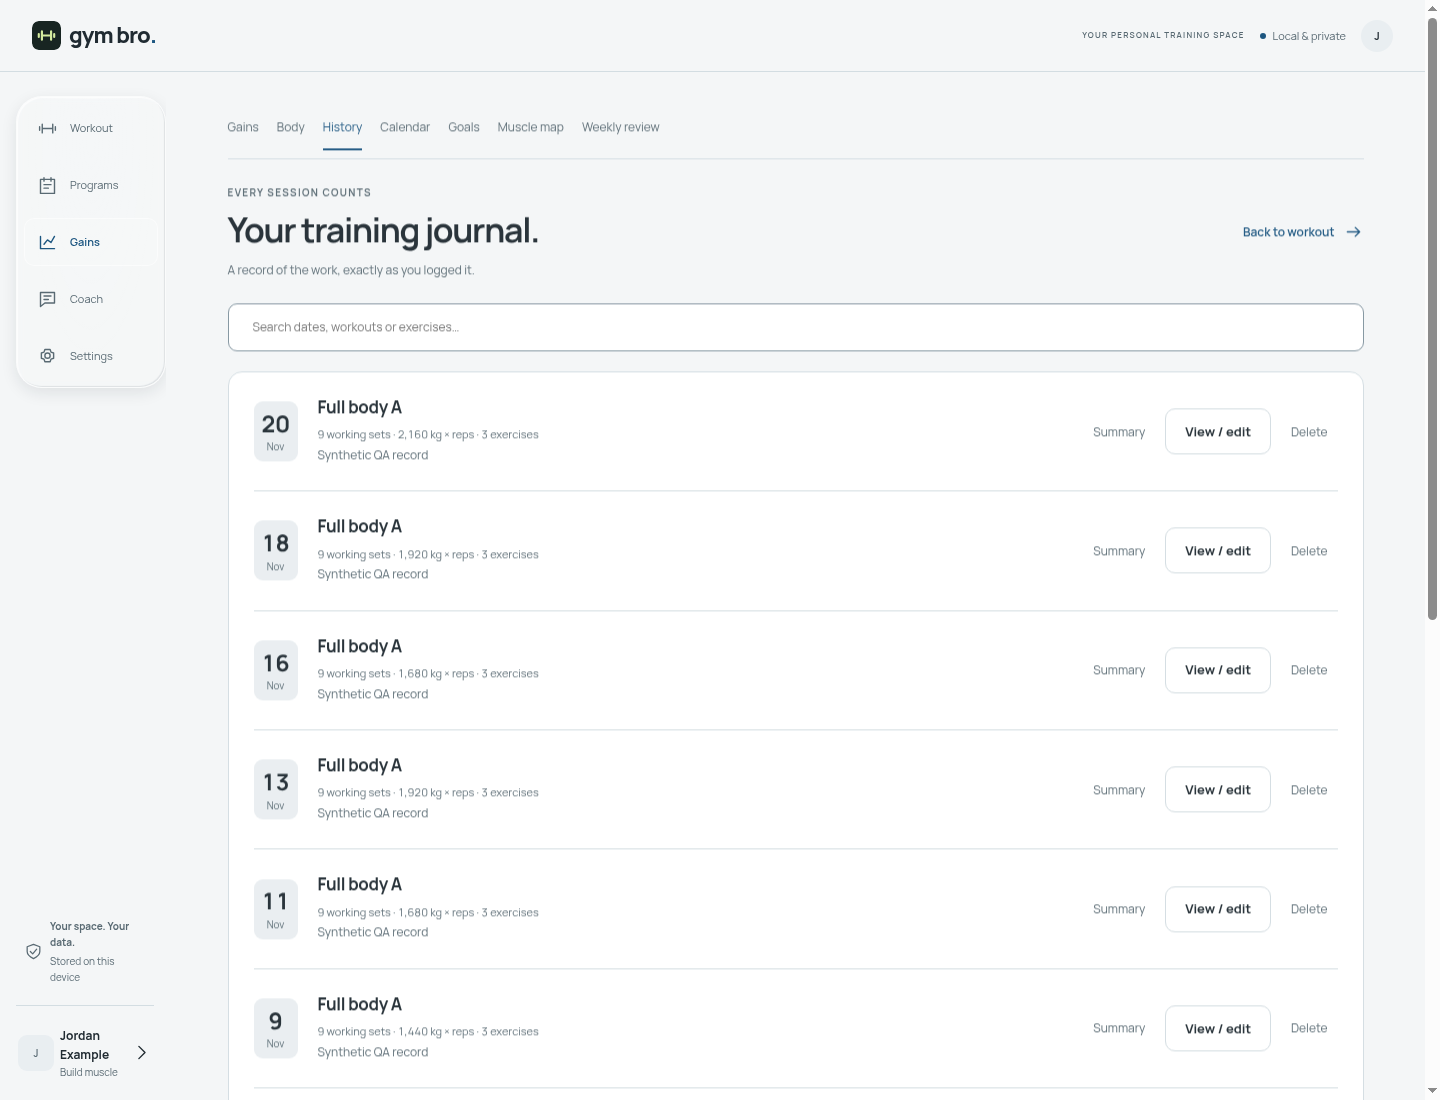 gym bro.
YOUR PERSONAL TRAINING SPACE
Local & private
J
Workout
Programs
Gains
Coach
Settings
Gains
Body
History
Calendar
Goals
Muscle map
Weekly review
EVERY SESSION COUNTS
Your training journal.
Back to workout
A record of the work, exactly as you logged it.
Search dates, workouts or exercises...
20
Nov
Full body A
9 working sets · 2,160 kg × reps · 3 exercises
Synthetic QA record
Summary
View / edit
Delete
18
Nov
Full body A
9 working sets · 1,920 kg × reps · 3 exercises
Synthetic QA record
Summary
View / edit
Delete
16
Nov
Full body A
9 working sets · 1,680 kg × reps · 3 exercises
Synthetic QA record
Summary
View / edit
Delete
13
Nov
Full body A
9 working sets · 1,920 kg × reps · 3 exercises
Synthetic QA record
Summary
View / edit
Delete
11
Nov
Full body A
9 working sets · 1,680 kg × reps · 3 exercises
Synthetic QA record
Summary
View / edit
Delete
9
Nov
Full body A
9 working sets · 1,440 kg × reps · 3 exercises
Synthetic QA record
Summary
View / edit
Delete
Your space. Your
data.
Stored on this
device
J
Jordan
Example
Build muscle